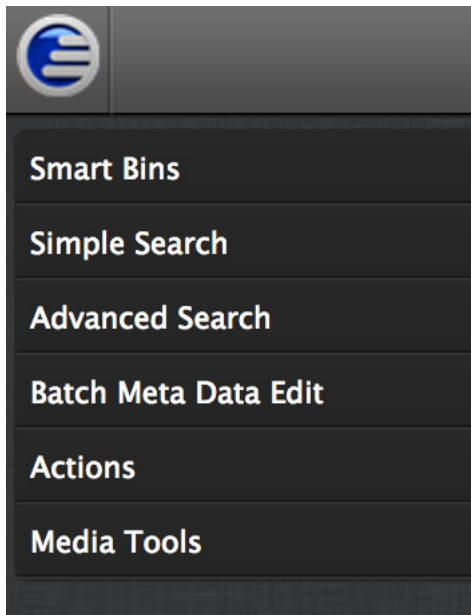 Smart Bins
Simple Search
Advanced Search
Batch Meta Data Edit
Actions
Media Tools